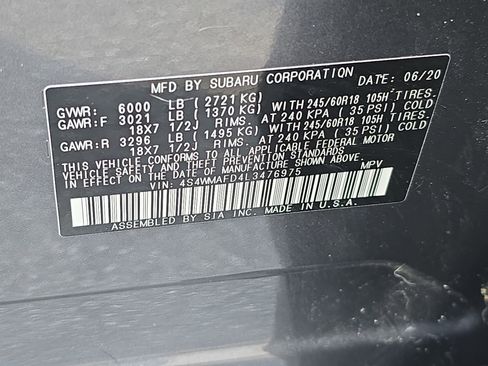 MFD BY SUBARU CORPORATION DATE: 06/20
GVWR: 6000 LB (2721 KG)
GAWR:F 3021 LB (1370 KG) WITH 245/60R18 105H TIRES.
18X7 1/2J RIMS. AT 240 KPA (35 PSI) COLD
GAWR:R 3296 LB (1495 KG) WITH 245/60R18 105H TIRES.
18X7 1/2J RIMS. AT 240 KPA (35 PSI) COLD
THIS VEHICLE CONFORMS TO ALL APPLICABLE FEDERAL MOTOR
VEHICLE SAFETY AND THEFT PREVENTION STANDARDS IN
EFFECT ON THE DATE OF MANUFACTURE SHOWN ABOVE.
VIN: 4S4WMAFD4L3476975 MPV
ASSEMBLED BY SIA INC. MADE IN U.S.A.